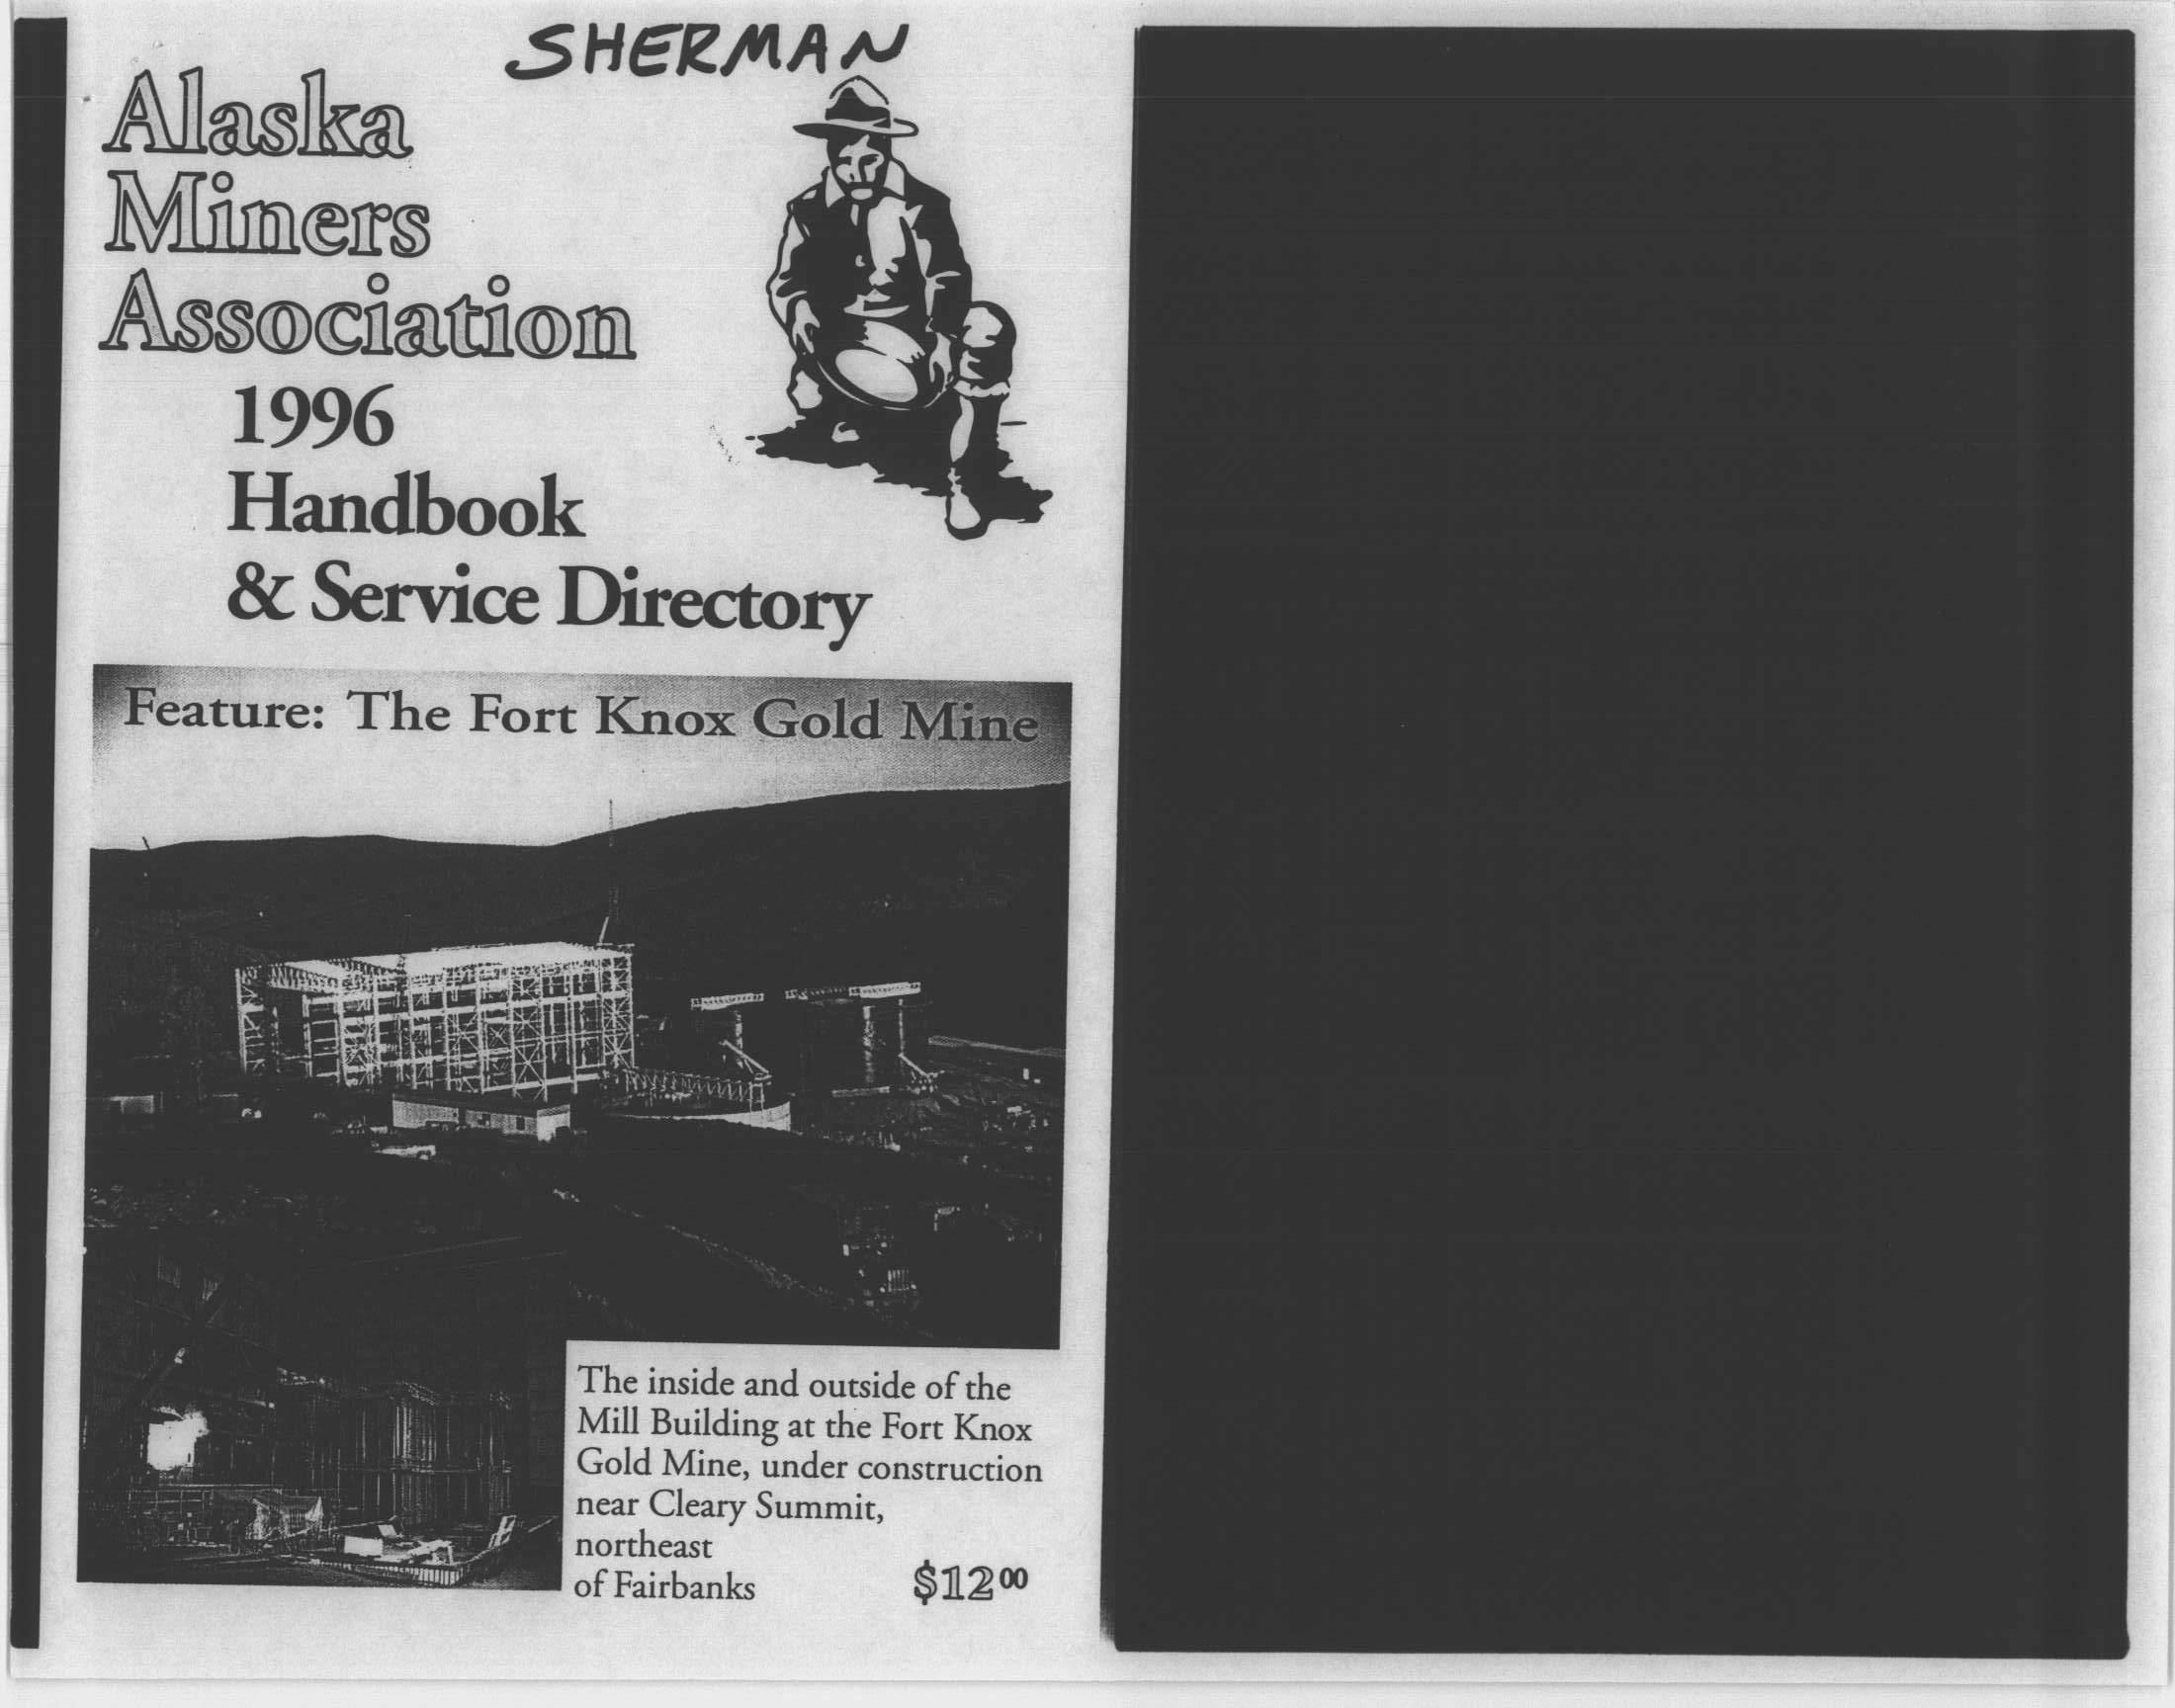 SHERMAN
Alaska
Miners
Association
1996
Handbook
& Service Directory
Feature: The Fort Knox Gold Mine
The inside and outside of the
Mill Building at the Fort Knox
Gold Mine, under construction
near Cleary Summit,
northeast
of Fairbanks
$12.00